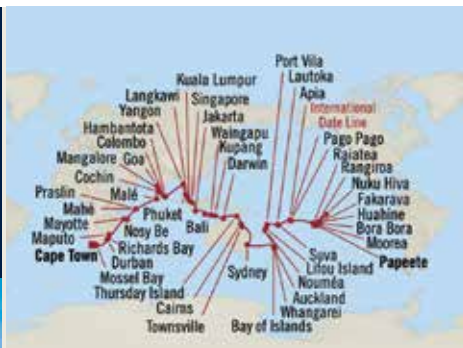 Port Vila
Lautoka
Apia
International
Date Line
Pago Pago
Raiatea
Rangiroa
Nuku Hiva
Fakarava
Huahine
Bora Bora
Moorea
Papeete
Kuala Lumpur
Langkawi
Singapore
Yangon
Jakarta
Hambantota
Waingapu
Colombo
Kupang
Mangalore
Goa
Darwin
Cochin
Praslin
Malé
Mahé
Phuket
Mayotte
Nosy Be
Bali
Maputo
Richards Bay
Cape Town
Durban
Mossel Bay
Thursday Island
Cairns
Townsville
Sydney
Suva
Lifou Island
Nouméa
Auckland
Whangarei
Bay of Islands